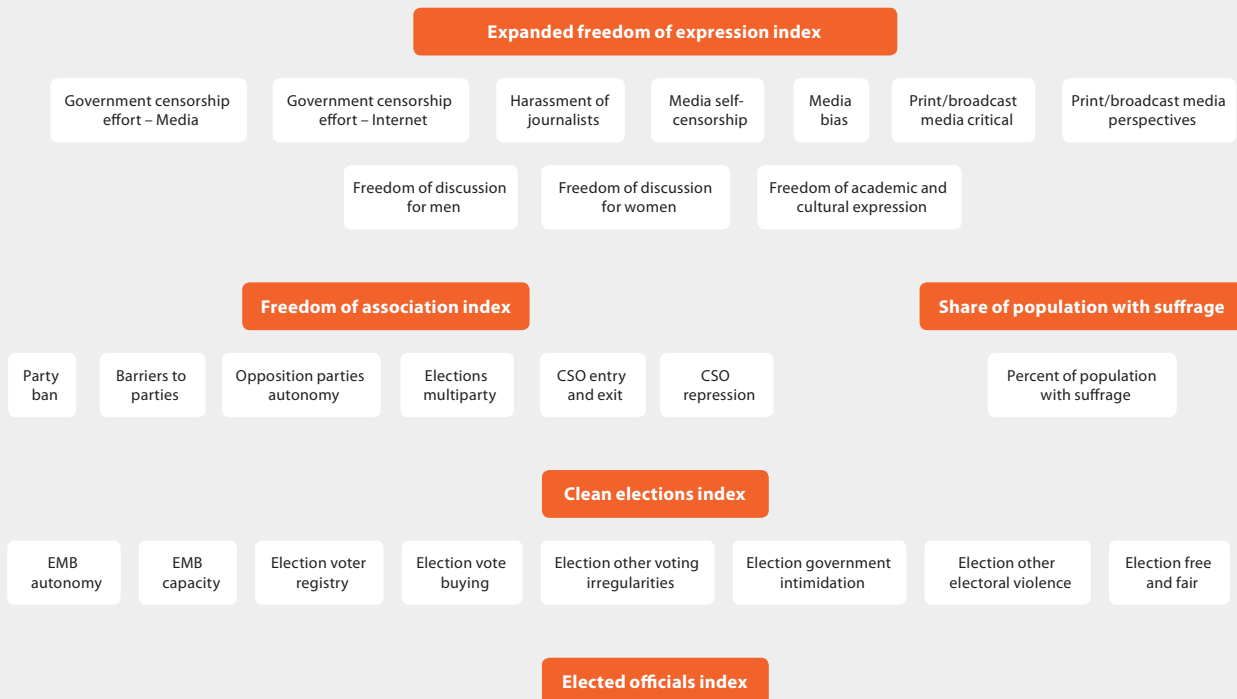 Expanded freedom of expression index
Government censorship
effort – Media
Government censorship
effort – Internet
Harassment of
journalists
Media self-
censorship
Media
bias
Print/broadcast
media critical
Print/broadcast media
perspectives
Freedom of discussion
for men
Freedom of discussion
for women
Freedom of academic and
cultural expression
Freedom of association index
Share of population with suffrage
Party
ban
Barriers to
parties
Opposition parties
autonomy
Elections
multiparty
CSO entry
and exit
CSO
repression
Percent of population
with suffrage
Clean elections index
EMB
autonomy
EMB
capacity
Election voter
registry
Election vote
buying
Election other voting
irregularities
Election government
intimidation
Election other
electoral violence
Election free
and fair
Elected officials index